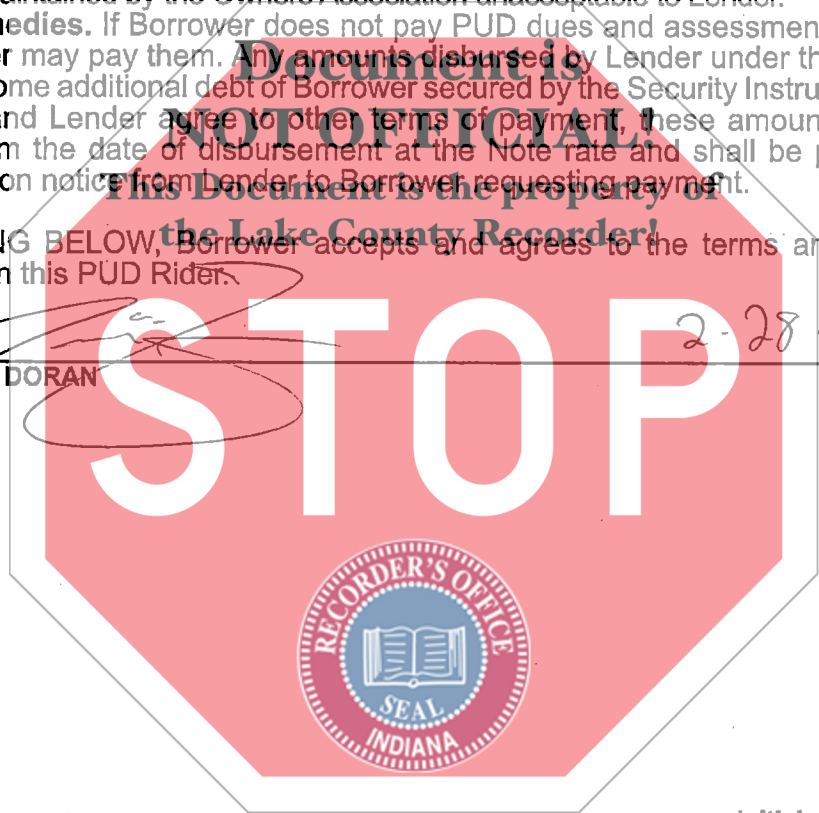 aintained by the Owners Association unacceptable to Lender.
edies. If Borrower does not pay PUD dues and assessmen
r may pay them. Any amounts disbursed by Lender under th
ome additional debt of Borrower secured by the Security Instru
nd Lender agree to other terms of payment, these amoun
m the date of disbursement at the Note rate and shall be p
on notice from Lender to Borrower requesting payment.
Document is
NOT OFFICIAL!
This Document is the property of
the Lake County Recorder!
NG BELOW, Borrower accepts and agrees to the terms an
n this PUD Rider.
2-28
DORAN
STOP
RECORDER'S OFFICE
SEAL
INDIANA